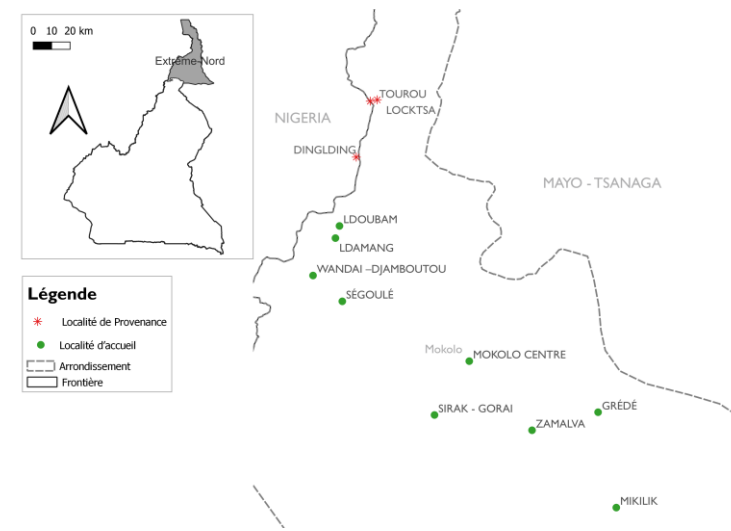 0 10 20 km
Extrême-Nord
NIGERIA
TOUROU
LOCKTSA
DINGLDING
MAYO - TSANAGA
LDOUBAM
LDAMANG
WANDAI –DJAMBOUTOU
SÉGOULÉ
Légende
Localité de Provenance
Localité d'accueil
Arrondissement
Frontière
Mokolo
MOKOLO CENTRE
SIRAK - GORAI
GRÉDÉ
ZAMALVA
MIKILIK